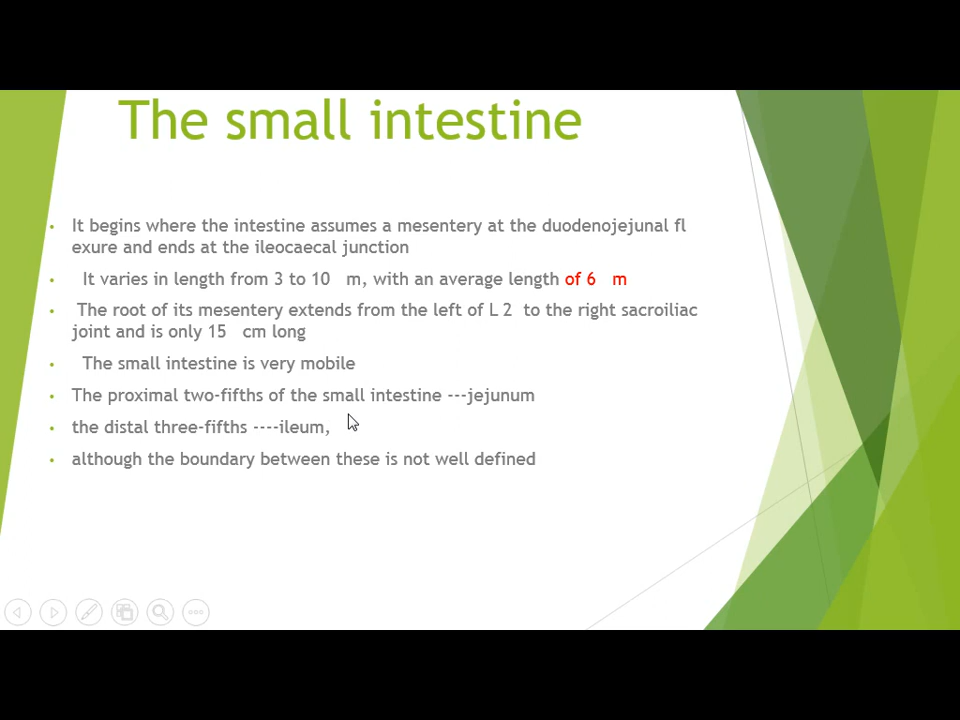 The small intestine
• It begins where the intestine assumes a mesentery at the duodenojejunal fl
exure and ends at the ileocaecal junction
• It varies in length from 3 to 10 m, with an average length of 6 m
• The root of its mesentery extends from the left of L 2 to the right sacroiliac
joint and is only 15 cm long
• The small intestine is very mobile
• The proximal two-fifths of the small intestine ---jejunum
• the distal three-fifths ----ileum,
• although the boundary between these is not well defined